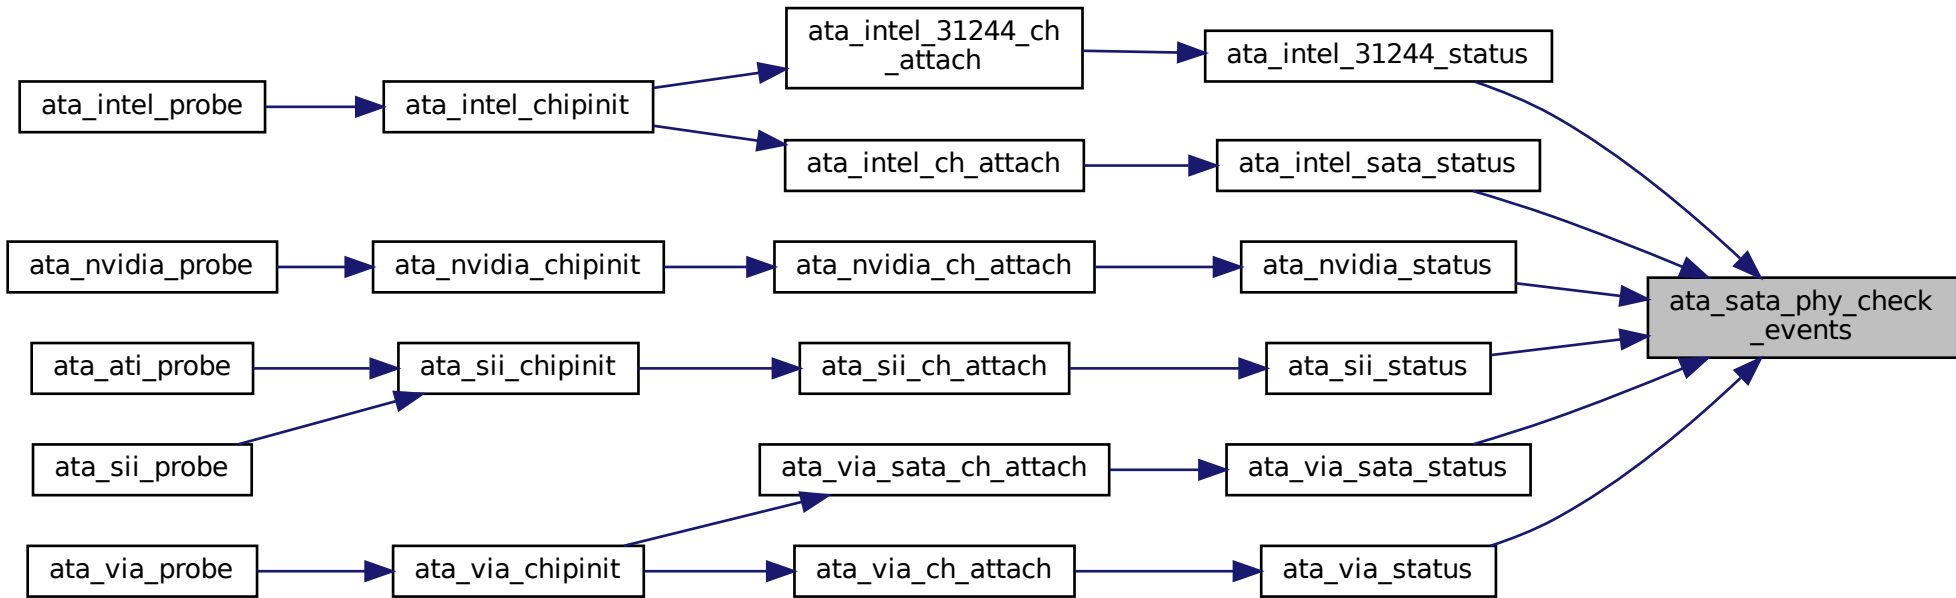 ata_intel_31244_ch
_attach
ata_intel_31244_status
ata_intel_probe
ata_intel_chipinit
ata_intel_ch_attach
ata_intel_sata_status
ata_nvidia_probe
ata_nvidia_chipinit
ata_nvidia_ch_attach
ata_nvidia_status
ata_sata_phy_check
_events
ata_ati_probe
ata_sii_chipinit
ata_sii_ch_attach
ata_sii_status
ata_sii_probe
ata_via_sata_ch_attach
ata_via_sata_status
ata_via_probe
ata_via_chipinit
ata_via_ch_attach
ata_via_status